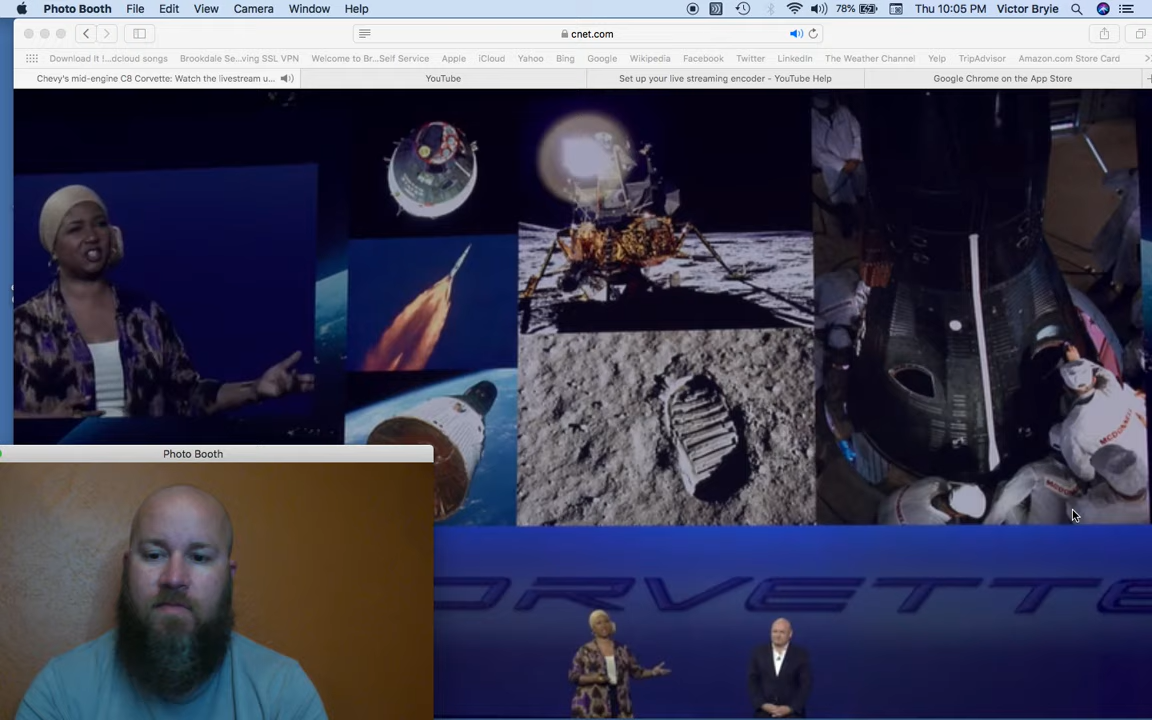 Photo Booth File Edit View Camera Window Help 78% Thu 10:05 PM Victor Bryie
cnet.com
Download It !...dcloud songs Brookdale Se...ving SSL VPN Welcome to Br...Self Service Apple iCloud Yahoo Bing Google Wikipedia Facebook Twitter LinkedIn The Weather Channel Yelp TripAdvisor Amazon.com Store Card
Chevy's mid-engine C8 Corvette: Watch the livestream u... YouTube Set up your live streaming encoder - YouTube Help Google Chrome on the App Store
Photo Booth
ORVETTE